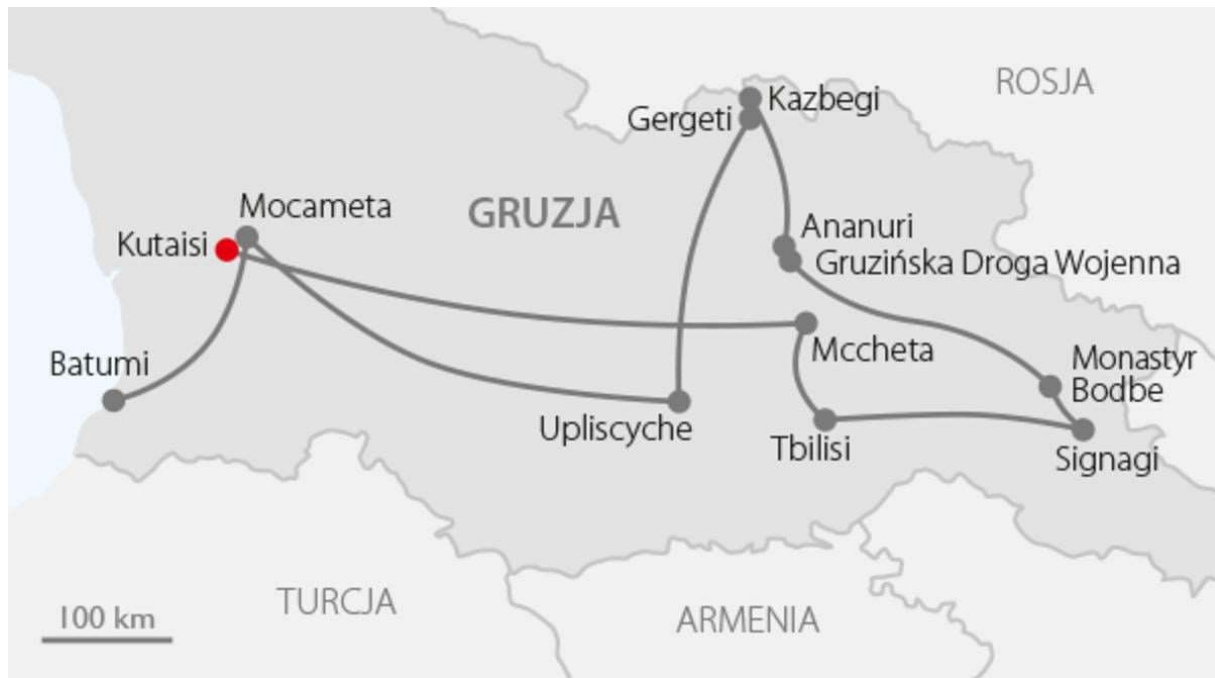 ROSJA
Kazbegi
Gergeti
Mocameta
GRUZJA
Kutaisi
Ananuri
Gruzińska Droga Wojenna
Batumi
Mccheta
Monastyr
Bodbe
Upliscyche
Tbilisi
Signagi
TURCJA
ARMENIA
100 km